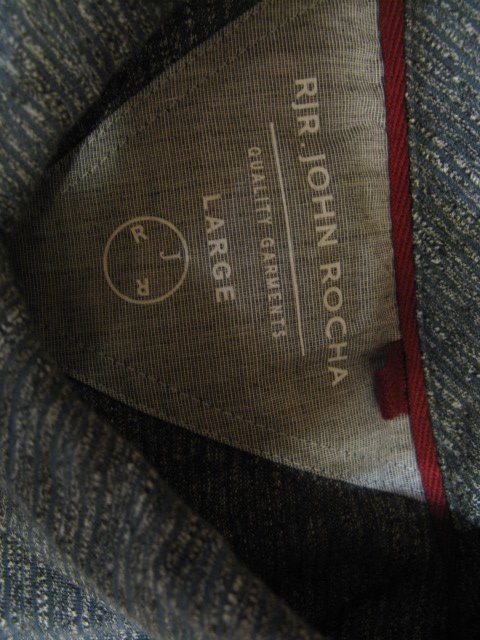 RJR.JOHN ROCHA
QUALITY GARMENTS
LARGE
R J R